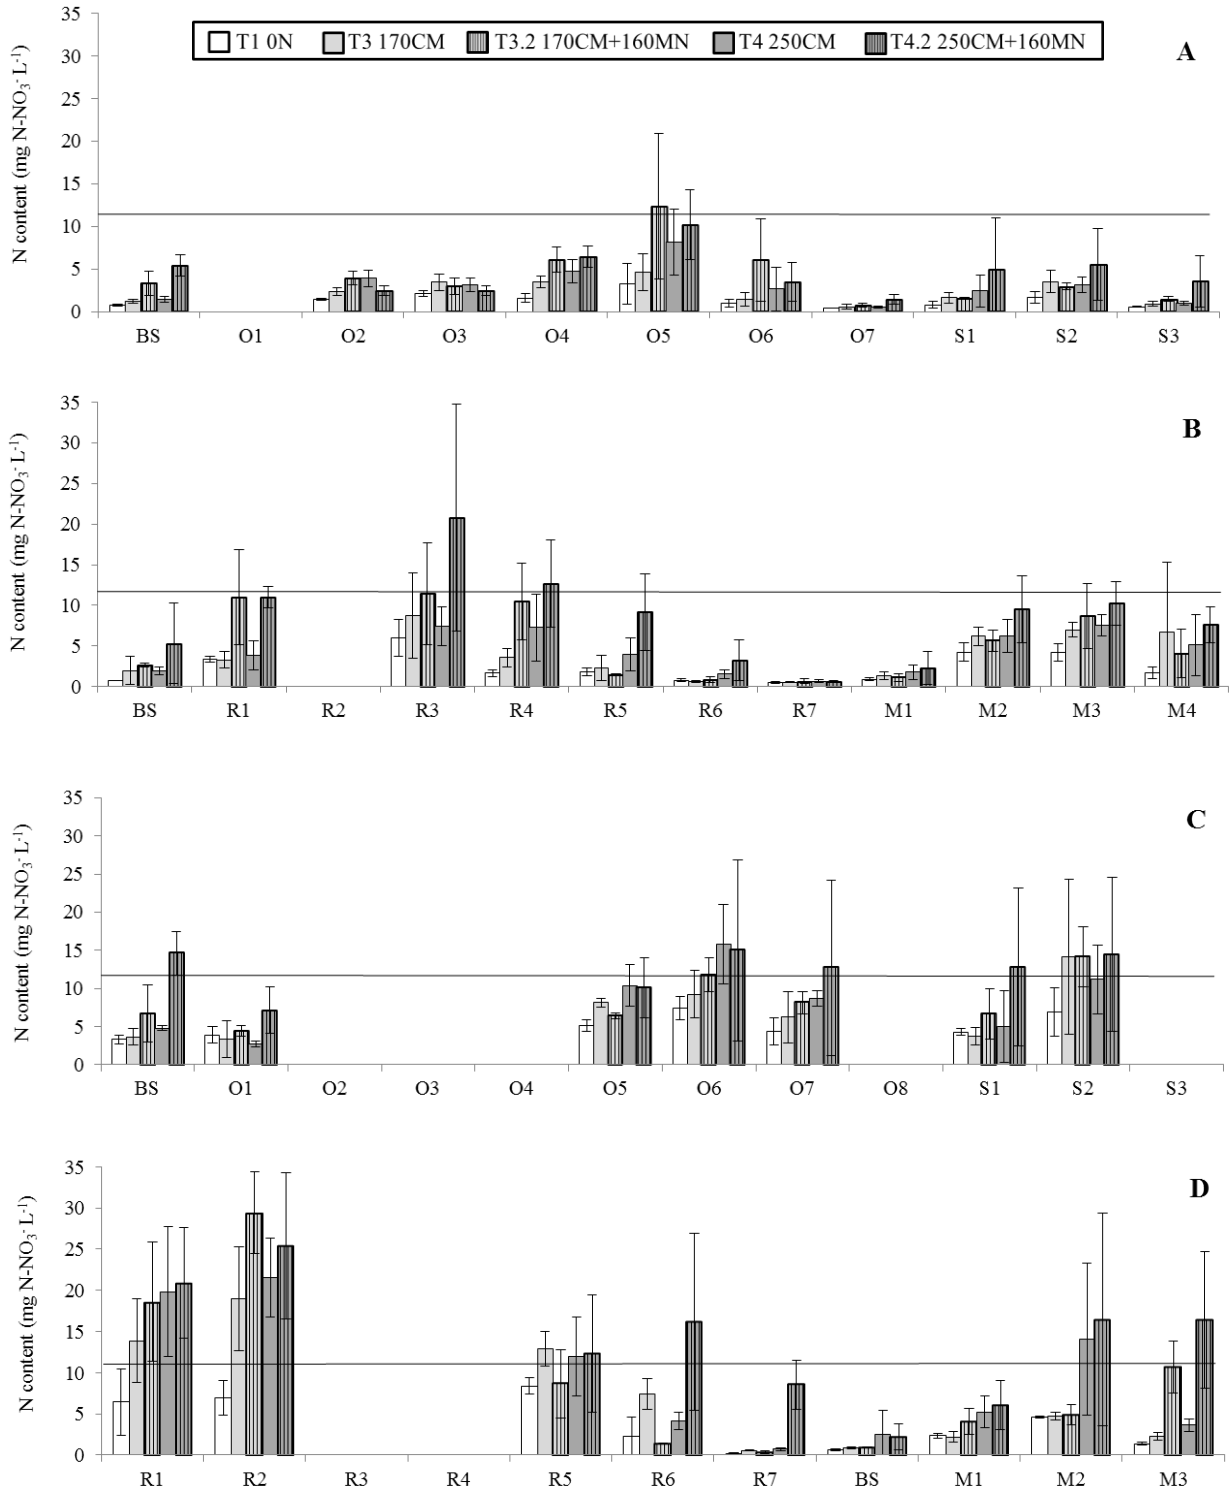 T1 0N T3 170CM T3.2 170CM+160MN T4 250CM T4.2 250CM+160MN
A
N content (mg N-NO3- L-1)
35
30
25
20
15
10
5
0
BS O1 O2 O3 O4 O5 O6 O7 S1 S2 S3
B
N content (mg N-NO3- L-1)
35
30
25
20
15
10
5
0
BS R1 R2 R3 R4 R5 R6 R7 M1 M2 M3 M4
C
N content (mg N-NO3- L-1)
35
30
25
20
15
10
5
0
BS O1 O2 O3 O4 O5 O6 O7 O8 S1 S2 S3
D
N content (mg N-NO3- L-1)
35
30
25
20
15
10
5
0
R1 R2 R3 R4 R5 R6 R7 BS M1 M2 M3